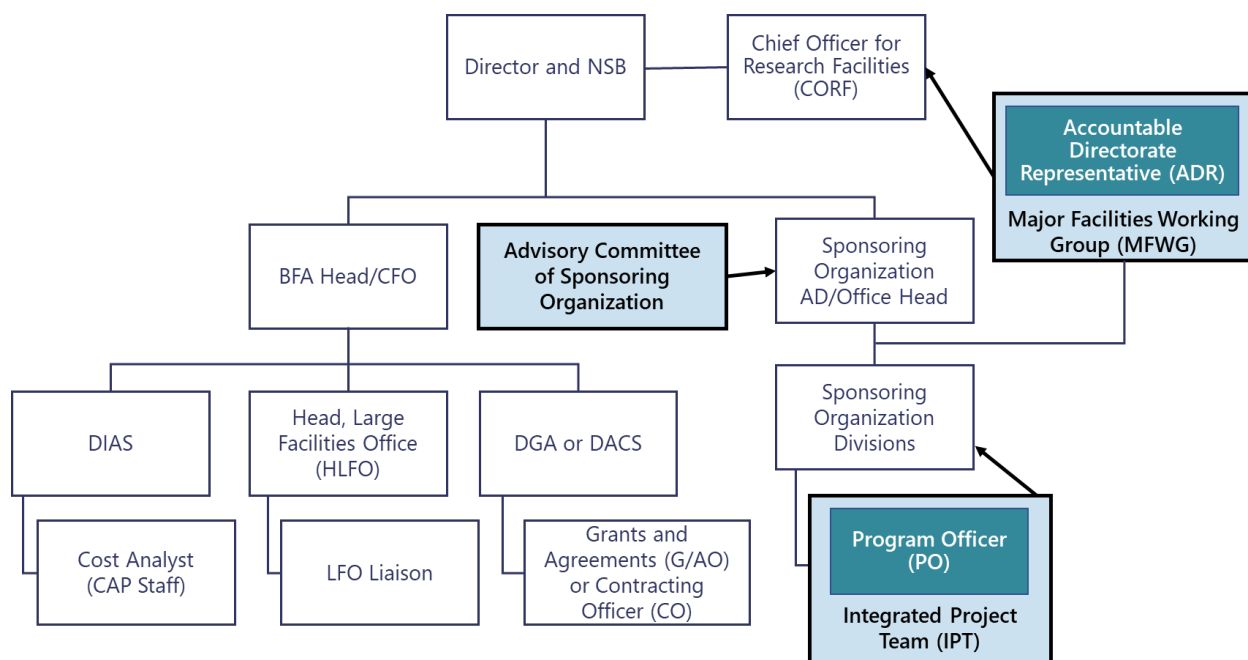 Director and NSB
Chief Officer for
Research Facilities
(CORF)
Accountable
Directorate
Representative (ADR)
Major Facilities Working
Group (MFWG)
BFA Head/CFO
Advisory Committee
of Sponsoring
Organization
Sponsoring
Organization
AD/Office Head
DIAS
Head, Large
Facilities Office
(HLFO)
DGA or DACS
Sponsoring
Organization
Divisions
Cost Analyst
(CAP Staff)
LFO Liaison
Grants and
Agreements (G/AO)
or Contracting
Officer (CO)
Program Officer
(PO)
Integrated Project
Team (IPT)